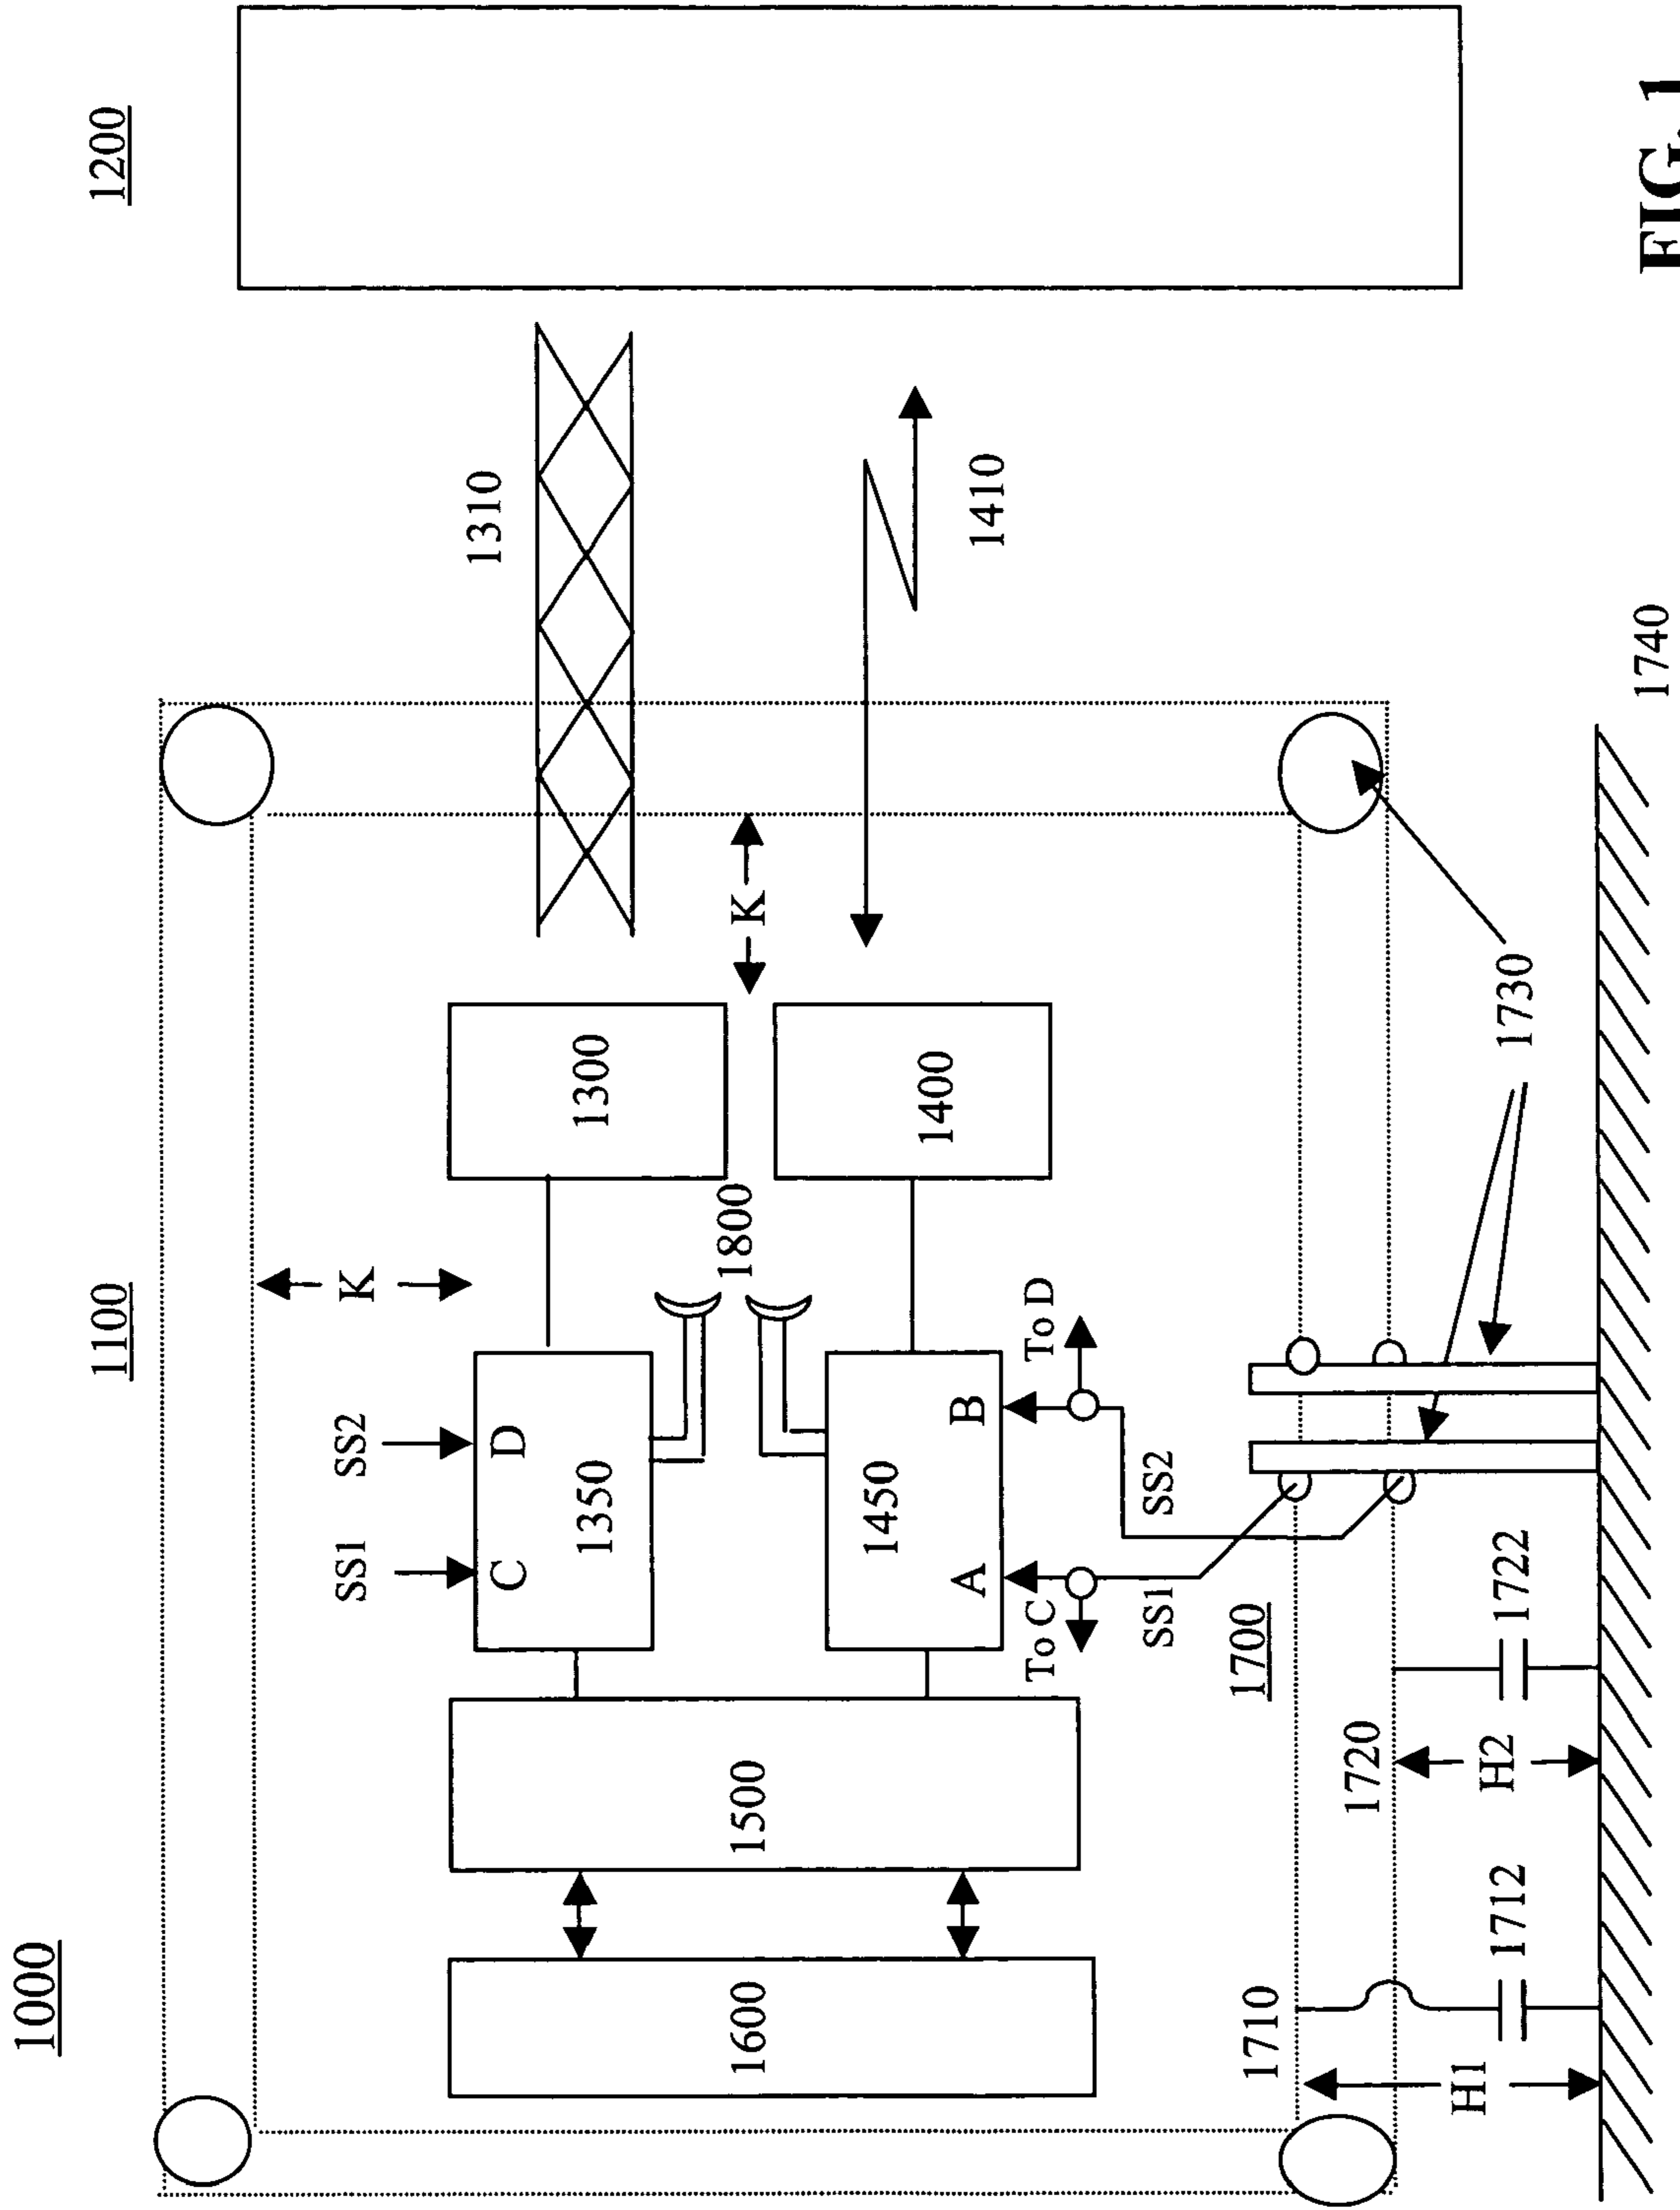 1000
1100
1200
SS1
SS2
K
C
D
1350
1300
1310
1800
K
1600
1500
1450
A
B
1400
1410
To C
To D
SS1
SS2
1700
1710
1720
H1
1712
H2
1722
1730
1740
FIG. 1